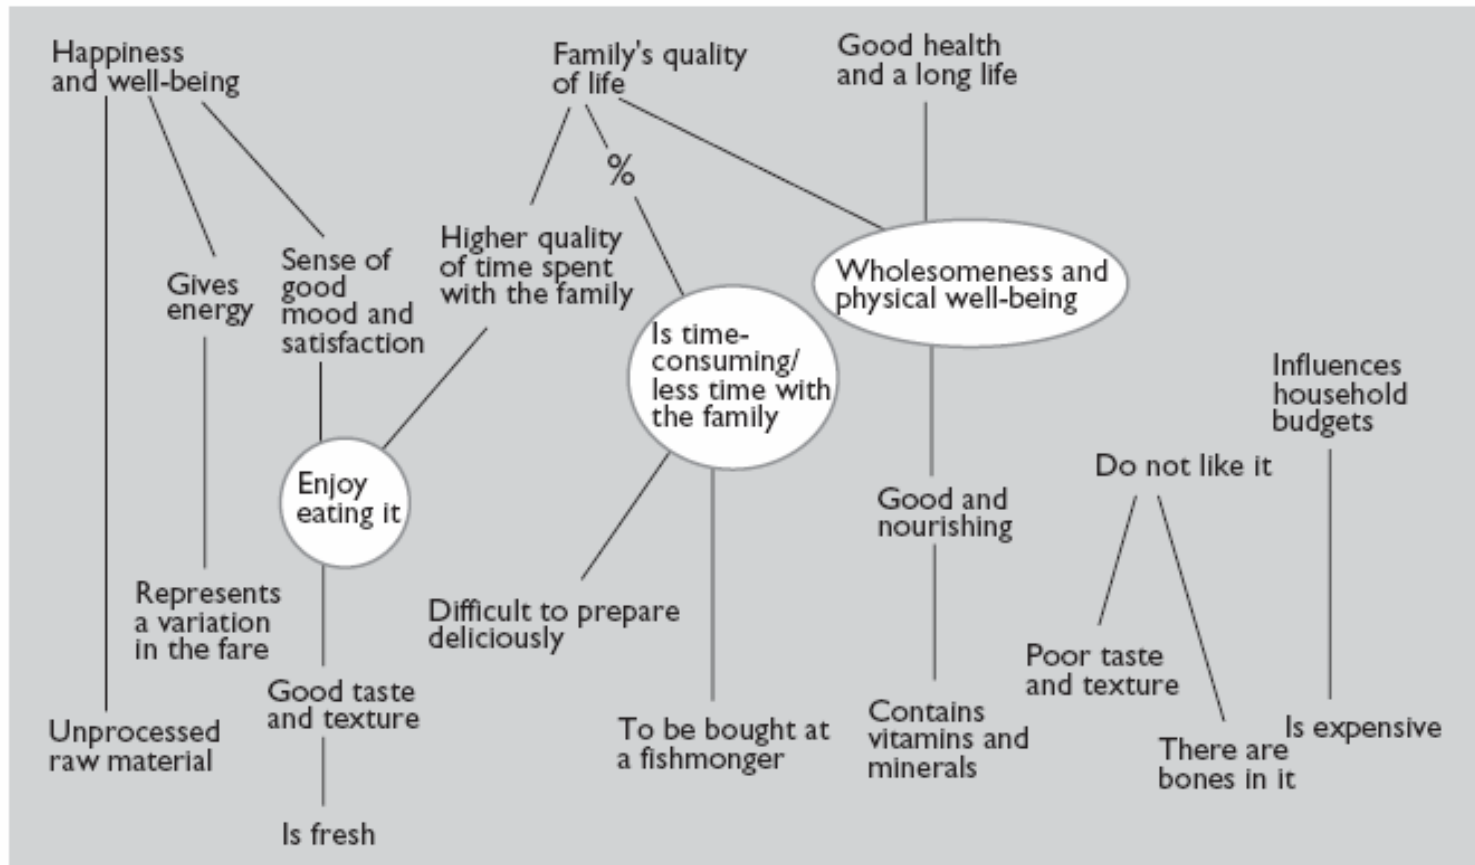 Happiness
and well-being
Family's quality
of life
Good health
and a long life
%
Gives
energy
Sense of
good
mood and
satisfaction
Higher quality
of time spent
with the family
Wholesomeness and
physical well-being
Is time-
consuming/
less time with
the family
Influences
household
budgets
Enjoy
eating it
Do not like it
Good and
nourishing
Represents
a variation
in the fare
Difficult to prepare
deliciously
Poor taste
and texture
Good taste
and texture
Unprocessed
raw material
To be bought at
a fishmonger
Contains
vitamins and
minerals
There are
bones in it
Is expensive
Is fresh